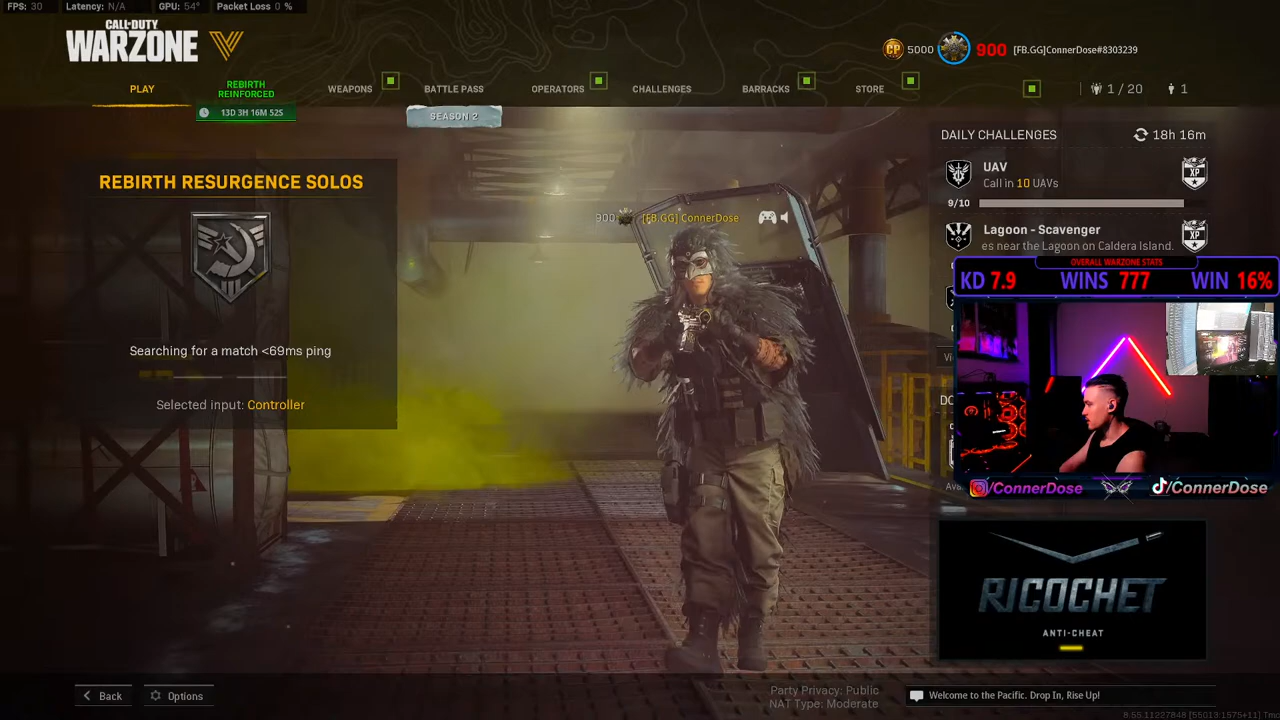 FPS: 30 Latency: N/A GPU: 54° Packet Loss 0 %
CALL·DUTY
WARZONE
CP 5000 900 [FB.GG]ConnerDose#8303239
PLAY
REBIRTH
REINFORCED
WEAPONS
BATTLE PASS
OPERATORS
CHALLENGES
BARRACKS
STORE
1 / 20
1
13D 3H 16M 52S
SEASON 2
REBIRTH RESURGENCE SOLOS
Searching for a match <69ms ping
Selected input: Controller
900 [FB.GG] ConnerDose
DAILY CHALLENGES 18h 16m
UAV
Call in 10 UAVs
XP
9/10
Lagoon - Scavenger
es near the Lagoon on Caldera Island.
XP
OVERALL WARZONE STATS
KD 7.9 WINS 777 WIN 16%
/ConnerDose /ConnerDose
RICOCHET
ANTI-CHEAT
Back Options
Party Privacy: Public
NAT Type: Moderate
Welcome to the Pacific. Drop In, Rise Up!